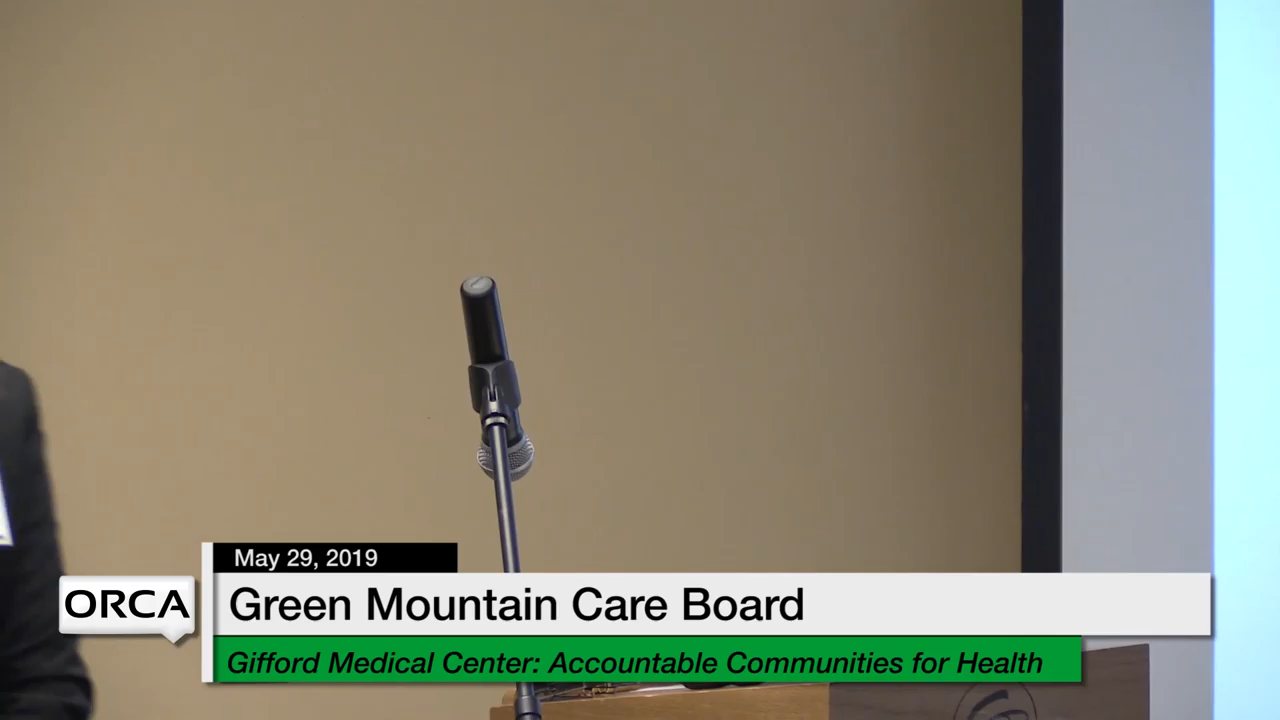 May 29, 2019
ORCA
Green Mountain Care Board
Gifford Medical Center: Accountable Communities for Health